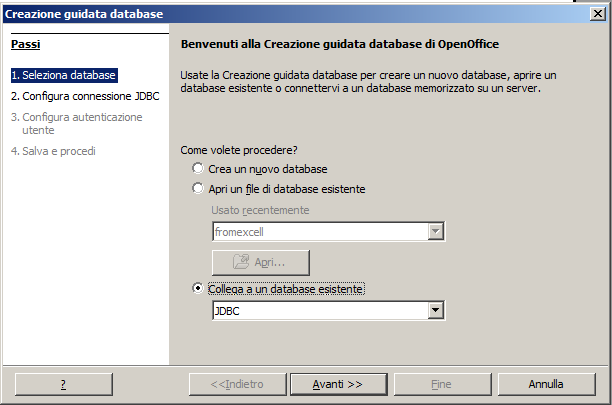 Creazione guidata database
Passi
1. Seleziona database
2. Configura connessione JDBC
3. Configura autenticazione
utente
4. Salva e procedi
Benvenuti alla Creazione guidata database di OpenOffice
Usate la Creazione guidata database per creare un nuovo database, aprire un
database esistente o connettervi a un database memorizzato su un server.
Come volete procedere?
Crea un nuovo database
Apri un file di database esistente
Usato recentemente
fromexcell
Apri...
Collega a un database esistente
JDBC
?
<<Indietro
Avanti >>
Fine
Annulla